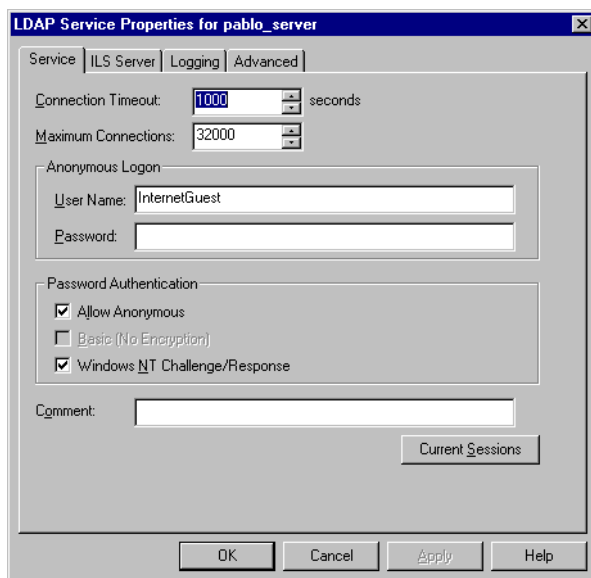 LDAP Service Properties for pablo_server
Service ILS Server Logging Advanced
Connection Timeout: 1000 seconds
Maximum Connections: 32000
Anonymous Logon
User Name: InternetGuest
Password:
Password Authentication
Allow Anonymous
Basic (No Encryption)
Windows NT Challenge/Response
Comment:
Current Sessions
OK Cancel Apply Help